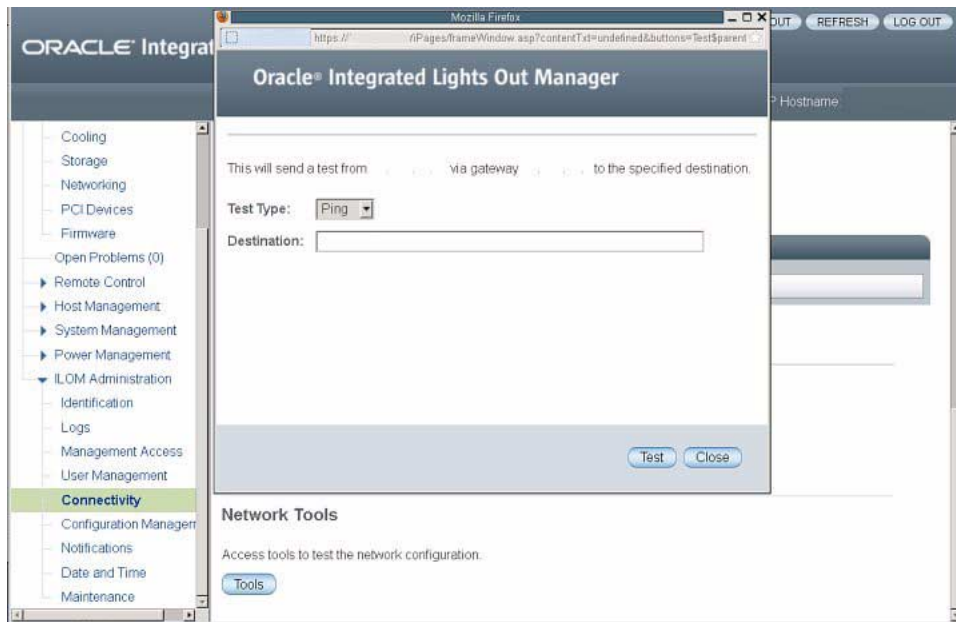 Mozilla Firefox
https://
/iPages/frameWindow.asp?contentTxt=undefined&buttons=Test$parent
REFRESH
LOG OUT
ORACLE Integrat
Oracle® Integrated Lights Out Manager
Hostname:
This will send a test from via gateway to the specified destination.
Test Type:
Ping
Destination:
Test
Close
Cooling
Storage
Networking
PCI Devices
Firmware
Open Problems (0)
Remote Control
Host Management
System Management
Power Management
ILOM Administration
Identification
Logs
Management Access
User Management
Connectivity
Configuration Managem
Notifications
Date and Time
Maintenance
Network Tools
Access tools to test the network configuration.
Tools